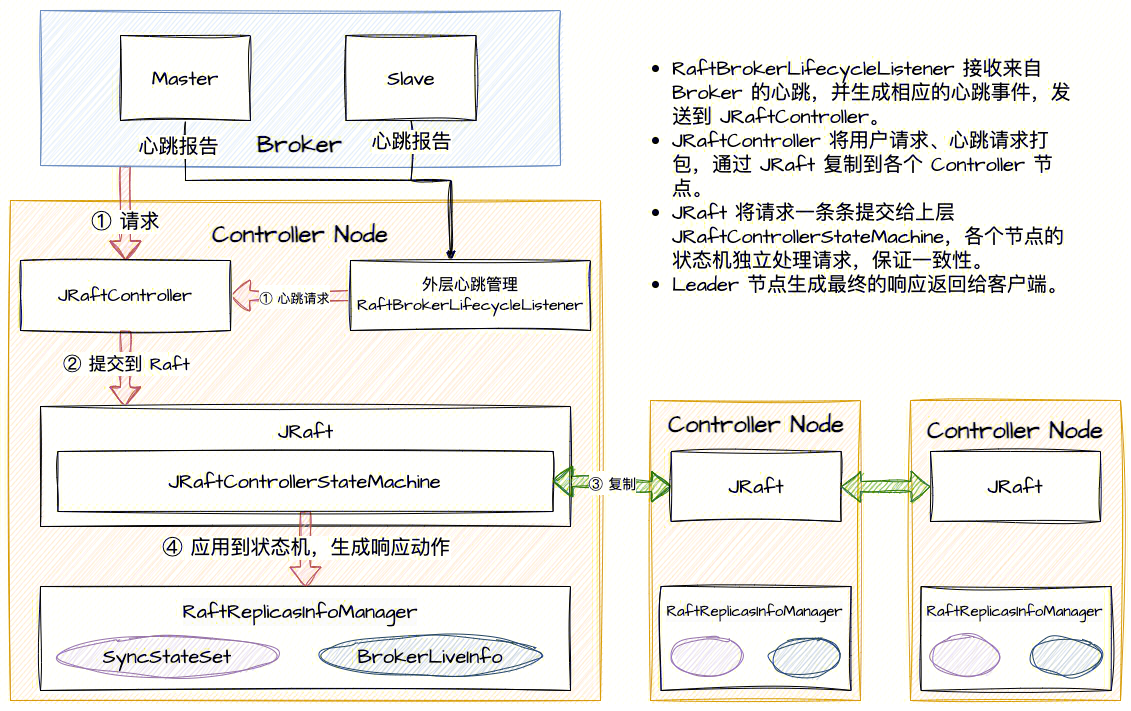 Master
Slave
心跳报告
Broker
心跳报告
① 请求
Controller Node
JRaftController
① 心跳请求
外层心跳管理
RaftBrokerLifecycleListener
② 提交到 Raft
JRaft
JRaftControllerStateMachine
③ 复制
④ 应用到状态机，生成响应动作
RaftReplicasInfoManager
SyncStateSet
BrokerLiveInfo
• RaftBrokerLifecycleListener 接收来自
Broker 的心跳，并生成相应的心跳事件，发
送到 JRaftController。
• JRaftController 将用户请求、心跳请求打
包，通过 JRaft 复制到各个 Controller 节
点。
• JRaft 将请求一条条提交给上层
JRaftControllerStateMachine，各个节点的
状态机独立处理请求，保证一致性。
• Leader 节点生成最终的响应返回给客户端。
Controller Node
JRaft
RaftReplicasInfoManager
Controller Node
JRaft
RaftReplicasInfoManager